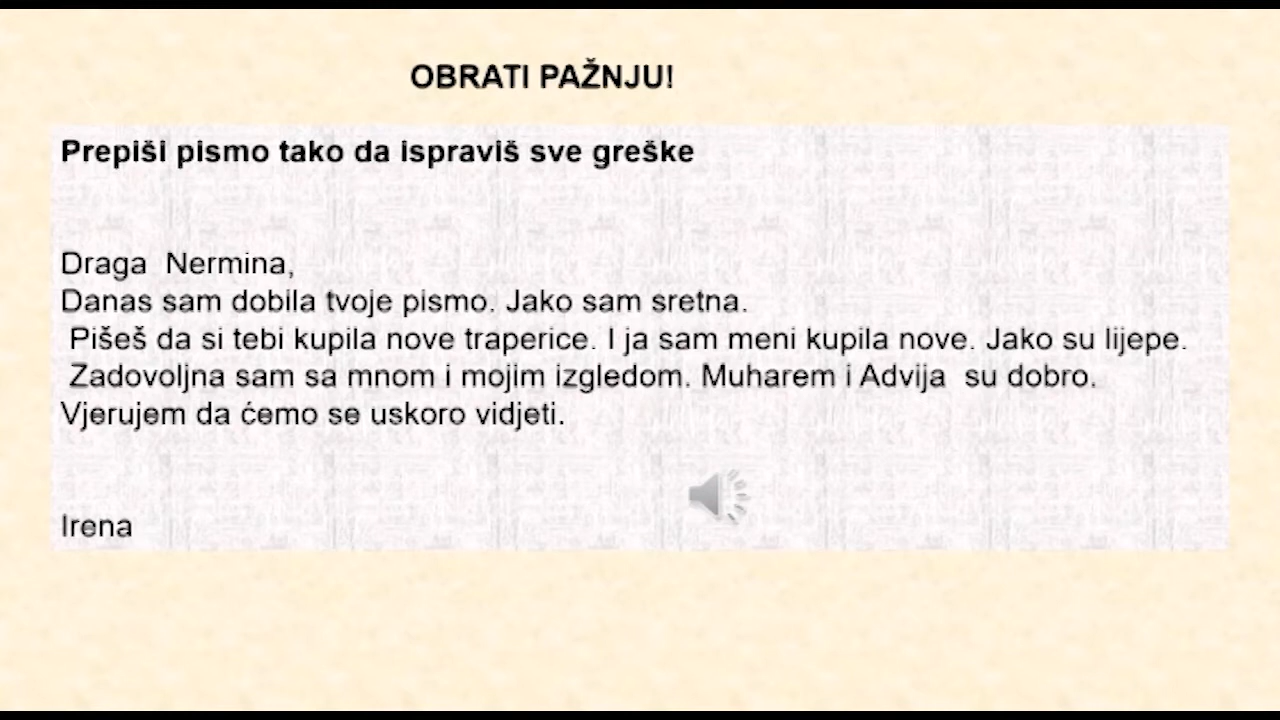 OBRATI PAŽNJU!
Prepiši pismo tako da ispraviš sve greške
Draga  Nermina,
Danas sam dobila tvoje pismo. Jako sam sretna.
Pišeš da si tebi kupila nove traperice. I ja sam meni kupila nove. Jako su lijepe.
Zadovoljna sam sa mnom i mojim izgledom. Muharem i Advija  su dobro.
Vjerujem da ćemo se uskoro vidjeti.
Irena